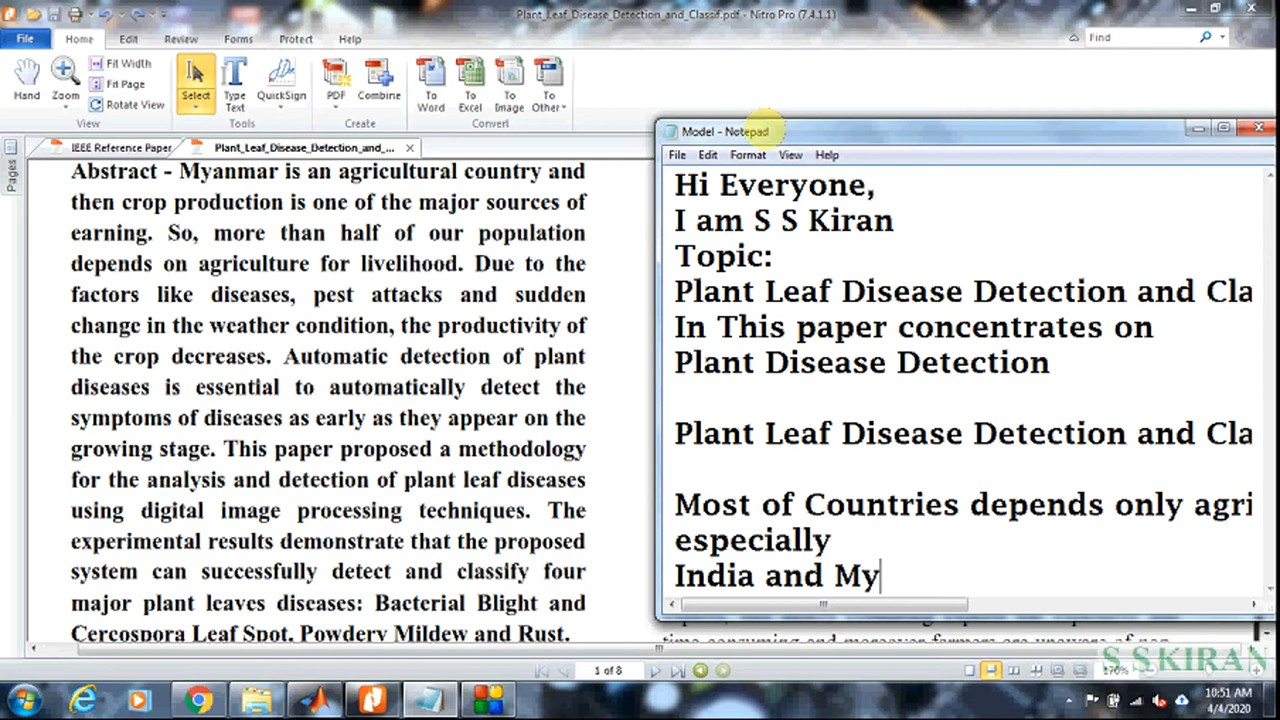 Plant_Leaf_Disease_Detection_and_Classif.pdf - Nitro Pro (7.4.1.1)
File Home Edit Review Forms Protect Help
Find
Hand
Zoom
Fit Width
Fit Page
Rotate View
View
Select
Type Text
QuickSign
Tools
PDF
Combine
Create
To Word
To Excel
To Image
To Other
Convert
IEEE Reference Paper
Plant_Leaf_Disease_Detection_and_...
Pages
Abstract - Myanmar is an agricultural country and
then crop production is one of the major sources of
earning. So, more than half of our population
depends on agriculture for livelihood. Due to the
factors like diseases, pest attacks and sudden
change in the weather condition, the productivity of
the crop decreases. Automatic detection of plant
diseases is essential to automatically detect the
symptoms of diseases as early as they appear on the
growing stage. This paper proposed a methodology
for the analysis and detection of plant leaf diseases
using digital image processing techniques. The
experimental results demonstrate that the proposed
system can successfully detect and classify four
major plant leaves diseases: Bacterial Blight and
Cercospora Leaf Spot, Powdery Mildew and Rust.
Model - Notepad
File Edit Format View Help
Hi Everyone,
I am S S Kiran
Topic:
Plant Leaf Disease Detection and Cla
In This paper concentrates on
Plant Disease Detection
Plant Leaf Disease Detection and Cla
Most of Countries depends only agri
especially
India and My
time consuming and moreover farmers are unaware of non
1 of 8
170%
S S KIRAN
10:51 AM
4/4/2020